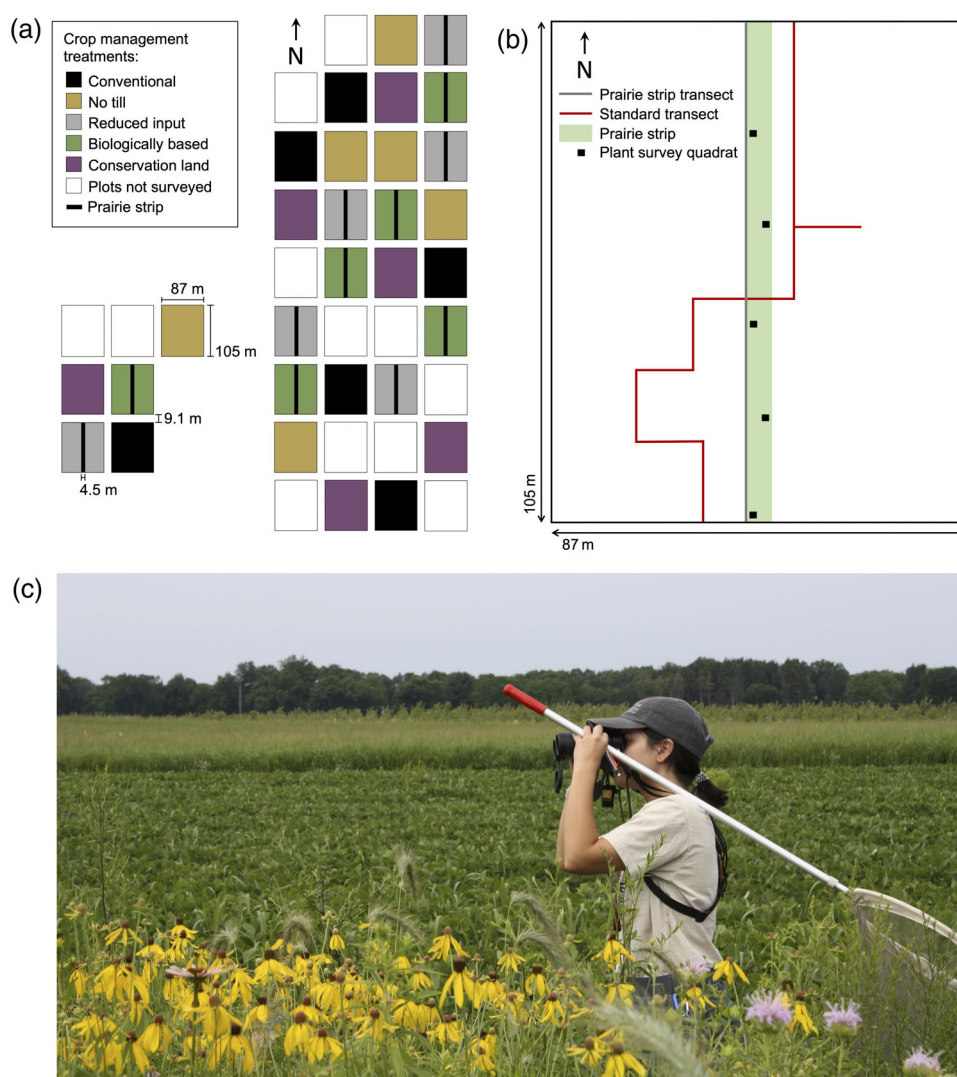 (a)
Crop management
treatments:
Conventional
No till
Reduced input
Biologically based
Conservation land
Plots not surveyed
Prairie strip
N
87 m
105 m
9.1 m
4.5 m
(b)
N
Prairie strip transect
Standard transect
Prairie strip
Plant survey quadrat
105 m
87 m
(c)